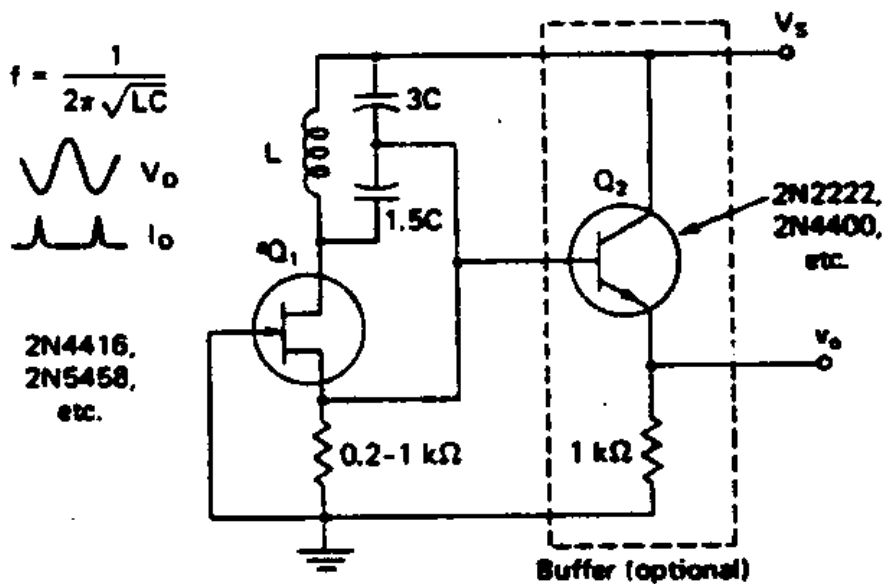 f = 1 / 2π √LC
V_D
I_D
2N4416,
2N5458,
etc.
L
3C
1.5C
*Q₁
0.2-1 kΩ
V_S
Q₂
2N2222,
2N4400,
etc.
v_o
1 kΩ
Buffer (optional)